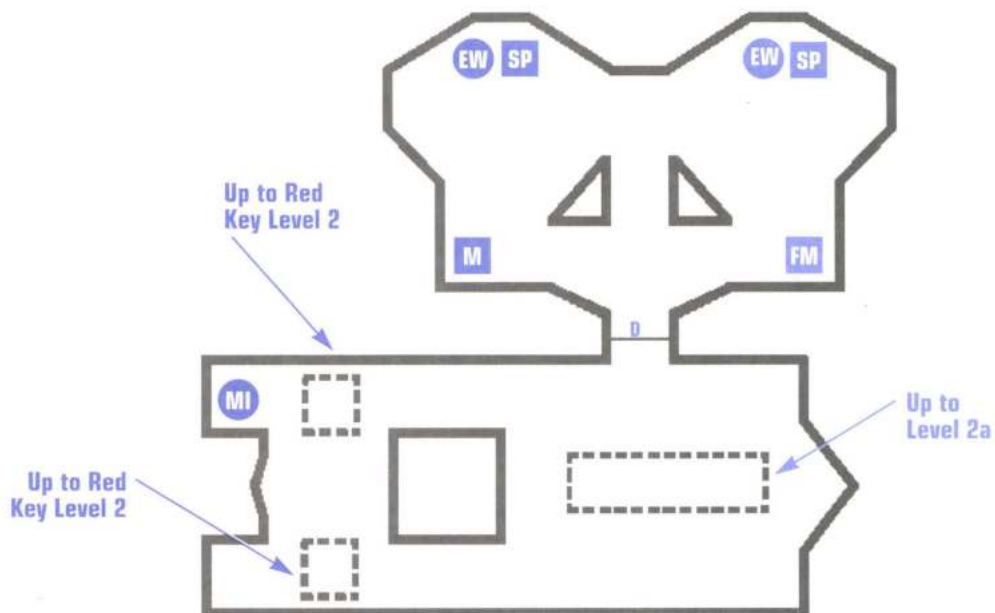 EW SP
EW SP
Up to Red
Key Level 2
M
FM
D
MI
Up to
Level 2a
Up to Red
Key Level 2